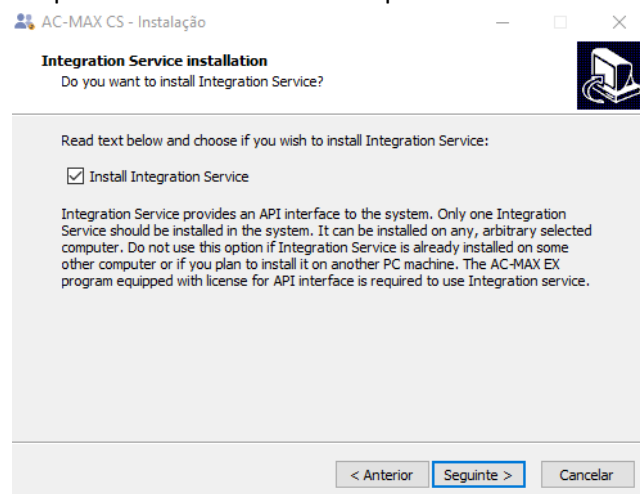 AC-MAX CS - Instalação
Integration Service installation
Do you want to install Integration Service?
Read text below and choose if you wish to install Integration Service:
Install Integration Service
Integration Service provides an API interface to the system. Only one Integration
Service should be installed in the system. It can be installed on any, arbitrary selected
computer. Do not use this option if Integration Service is already installed on some
other computer or if you plan to install it on another PC machine. The AC-MAX EX
program equipped with license for API interface is required to use Integration service.
< Anterior Seguinte > Cancelar